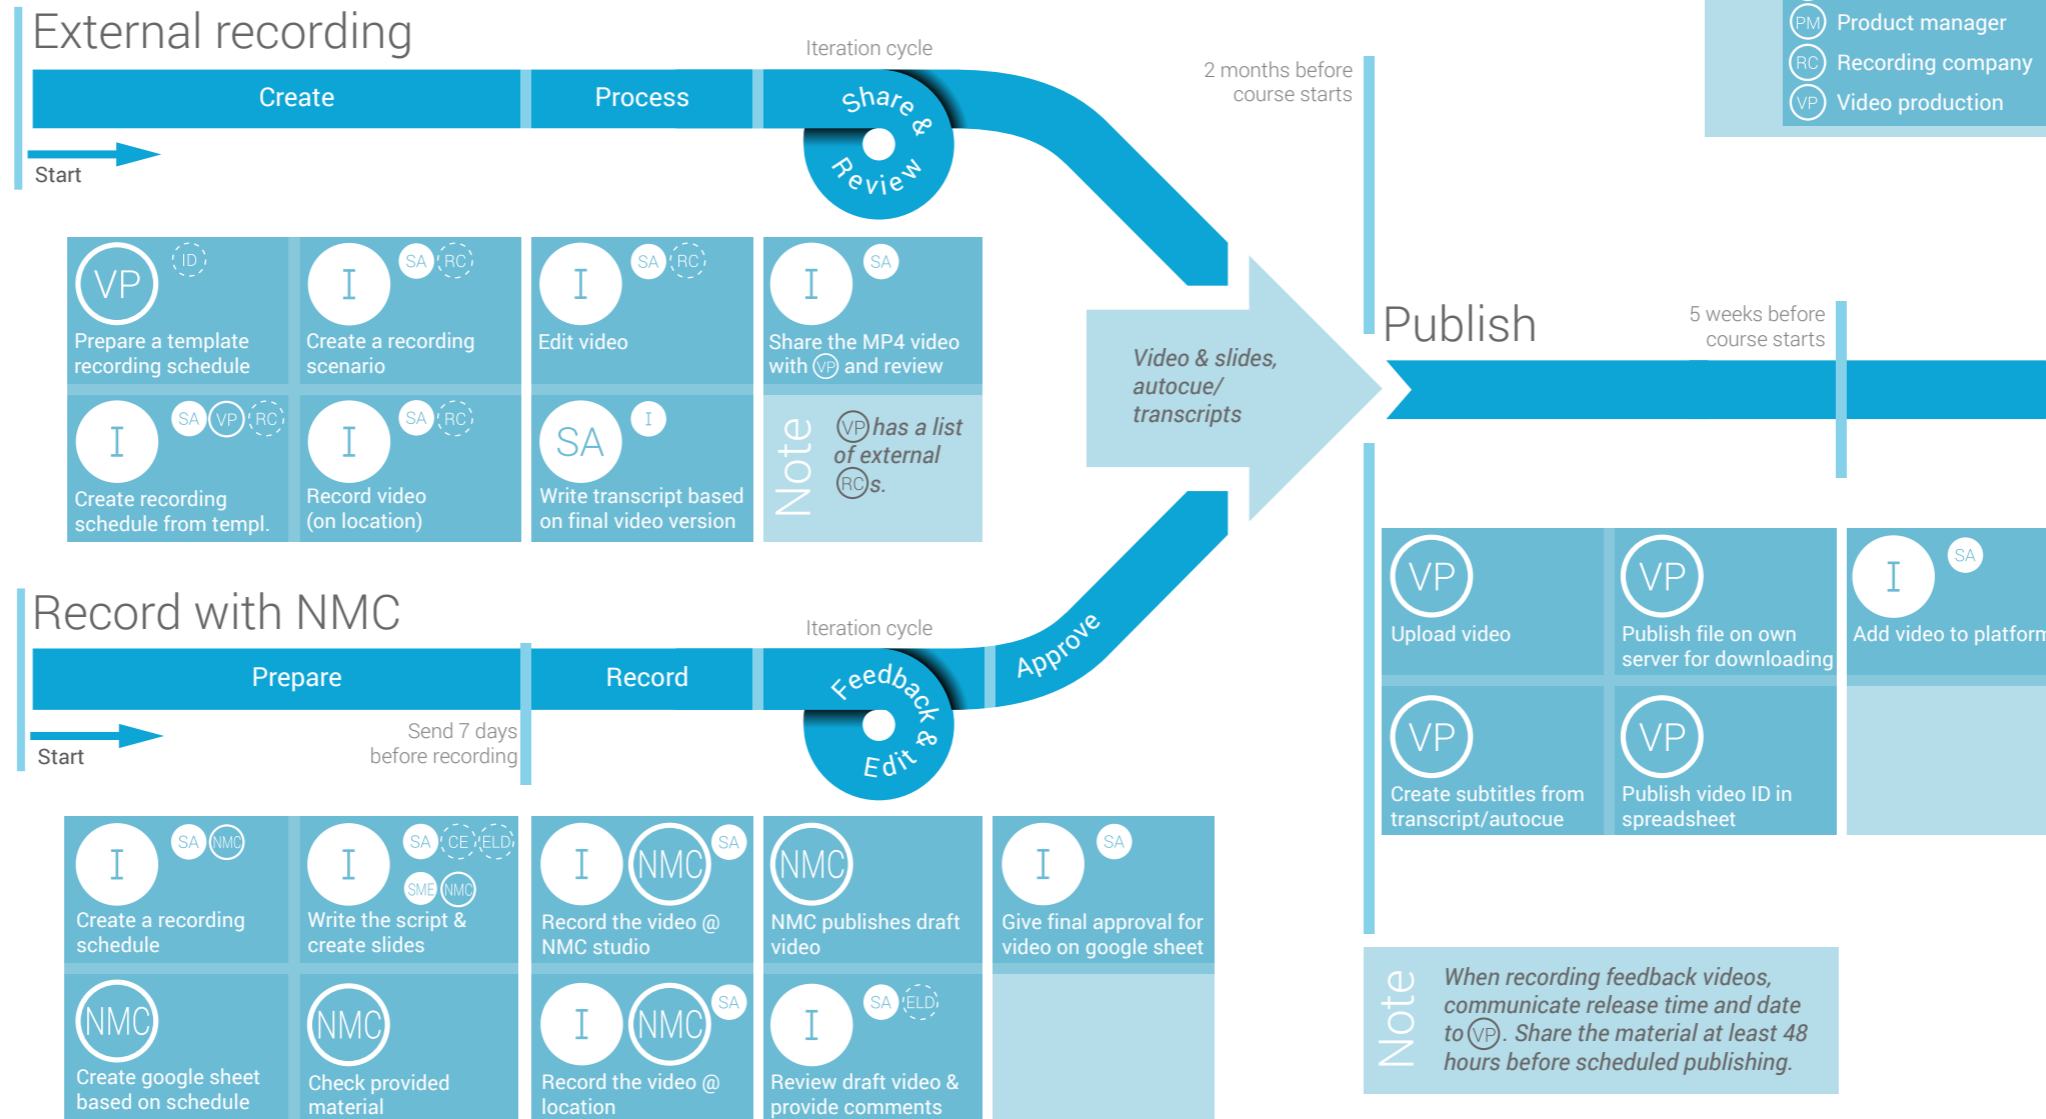 External recording
Iteration cycle
Create
Process
Share &
Review
Start
2 months before
course starts
PM Product manager
RC Recording company
VP Video production
VP ID
Prepare a template
recording schedule
I SA RC
Create a recording
scenario
I SA RC
Edit video
I SA
Share the MP4 video
with VP and review
I SA VP RC
Create recording
schedule from templ.
I SA RC
Record video
(on location)
SA I
Write transcript based
on final video version
Note
VP has a list
of external
RCs.
Video & slides,
autocue/
transcripts
Publish
5 weeks before
course starts
VP
Upload video
VP
Publish file on own
server for downloading
I SA
Add video to platform
VP
Create subtitles from
transcript/autocue
VP
Publish video ID in
spreadsheet
Record with NMC
Iteration cycle
Prepare
Record
Feedback &
Edit
Approve
Start
Send 7 days
before recording
I SA NMC
Create a recording
schedule
I SA CE ELD
SME NMC
Write the script &
create slides
I NMC SA
Record the video @
NMC studio
NMC
NMC publishes draft
video
I SA
Give final approval for
video on google sheet
NMC
Create google sheet
based on schedule
NMC
Check provided
material
I NMC SA
Record the video @
location
I SA ELD
Review draft video &
provide comments
Note
When recording feedback videos,
communicate release time and date
to VP. Share the material at least 48
hours before scheduled publishing.